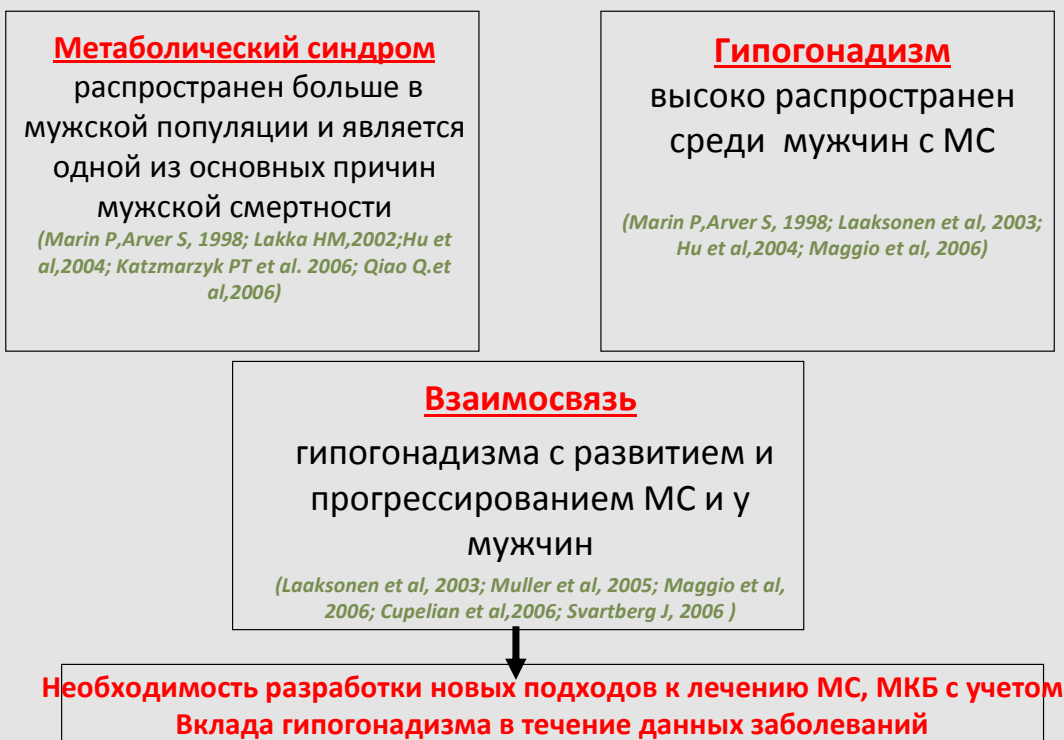 Метаболический синдром
распространен больше в
мужской популяции и является
одной из основных причин
мужской смертности
(Marin P,Arver S, 1998; Lakka HM,2002;Hu et
al,2004; Katzmarzyk PT et al. 2006; Qiao Q.et
al,2006)
Гипогонадизм
высоко распространен
среди мужчин с МС
(Marin P,Arver S, 1998; Laaksonen et al, 2003;
Hu et al,2004; Maggio et al, 2006)
Взаимосвязь
гипогонадизма с развитием и
прогрессированием МС и у
мужчин
(Laaksonen et al, 2003; Muller et al, 2005; Maggio et al,
2006; Cupelian et al,2006; Svartberg J, 2006 )
Необходимость разработки новых подходов к лечению МС, МКБ с учетом
Вклада гипогонадизма в течение данных заболеваний